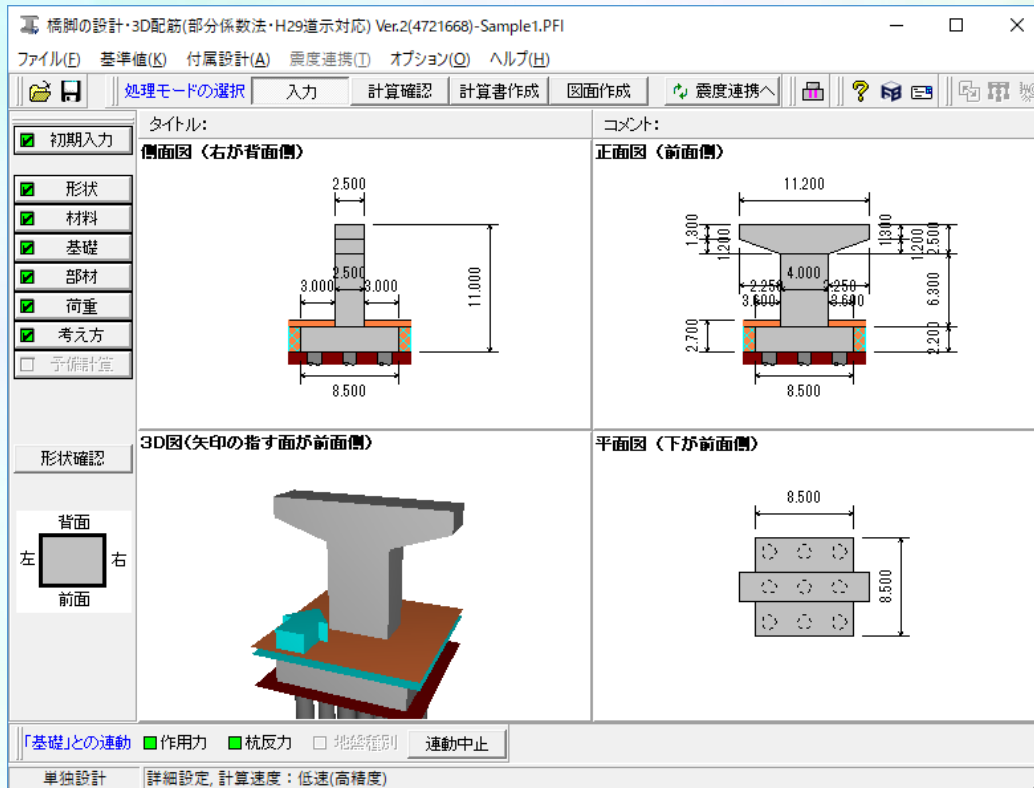 橋脚の設計・3D配筋(部分係数法・H29道示対応) Ver.2(4721668)-Sample1.PFI
ファイル(F) 基準値(K) 付属設計(A) 震度連携(T) オプション(O) ヘルプ(H)
処理モードの選択 入力 計算確認 計算書作成 図面作成 震度連携へ
初期入力
形状
材料
基礎
部材
荷重
考え方
予備計算
形状確認
背面
左 右
前面
タイトル:
コメント:
側面図（右が背面側）
2.500
2.500
3.000 3.000
11.000
8.500
正面図（前面側）
11.200
1.300 1.300
1.200 1.200 2.500
4.000
2.250 2.250
3.600 3.600
6.300
2.700 2.200
8.500
3D図(矢印の指す面が前面側)
平面図（下が前面側）
8.500
8.500
「基礎」との連動 作用力 杭反力 地盤種別 連動中止
単独設計 詳細設定, 計算速度：低速(高精度)